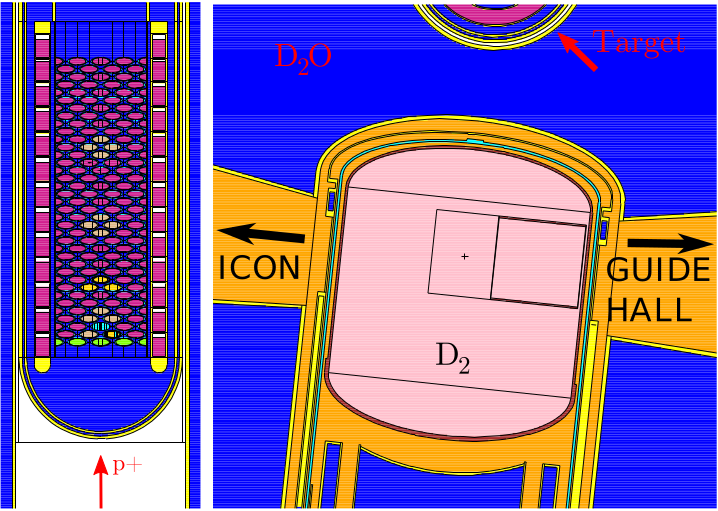 p+
D₂O
Target
ICON
GUIDE
HALL
D₂